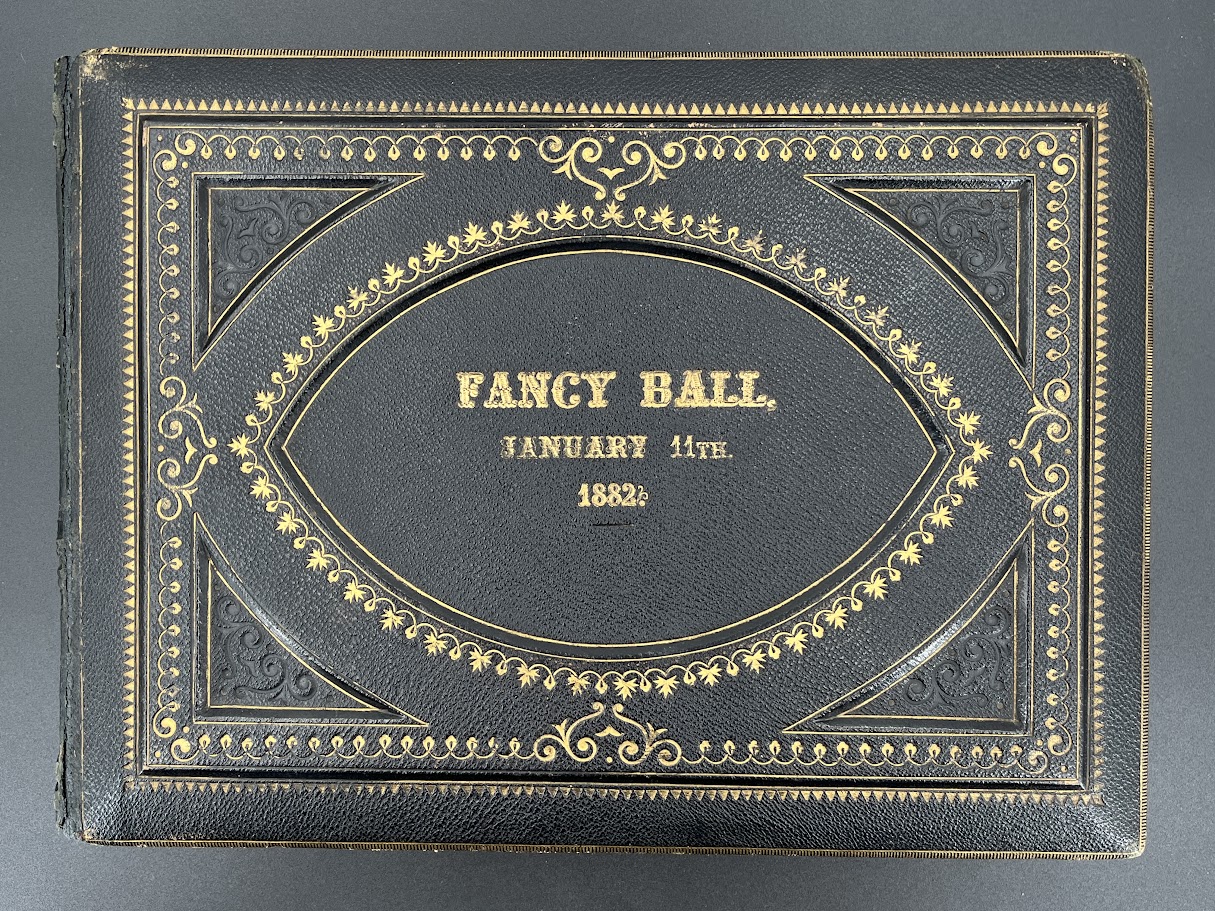 FANCY BALL,
JANUARY 11TH.
1882.